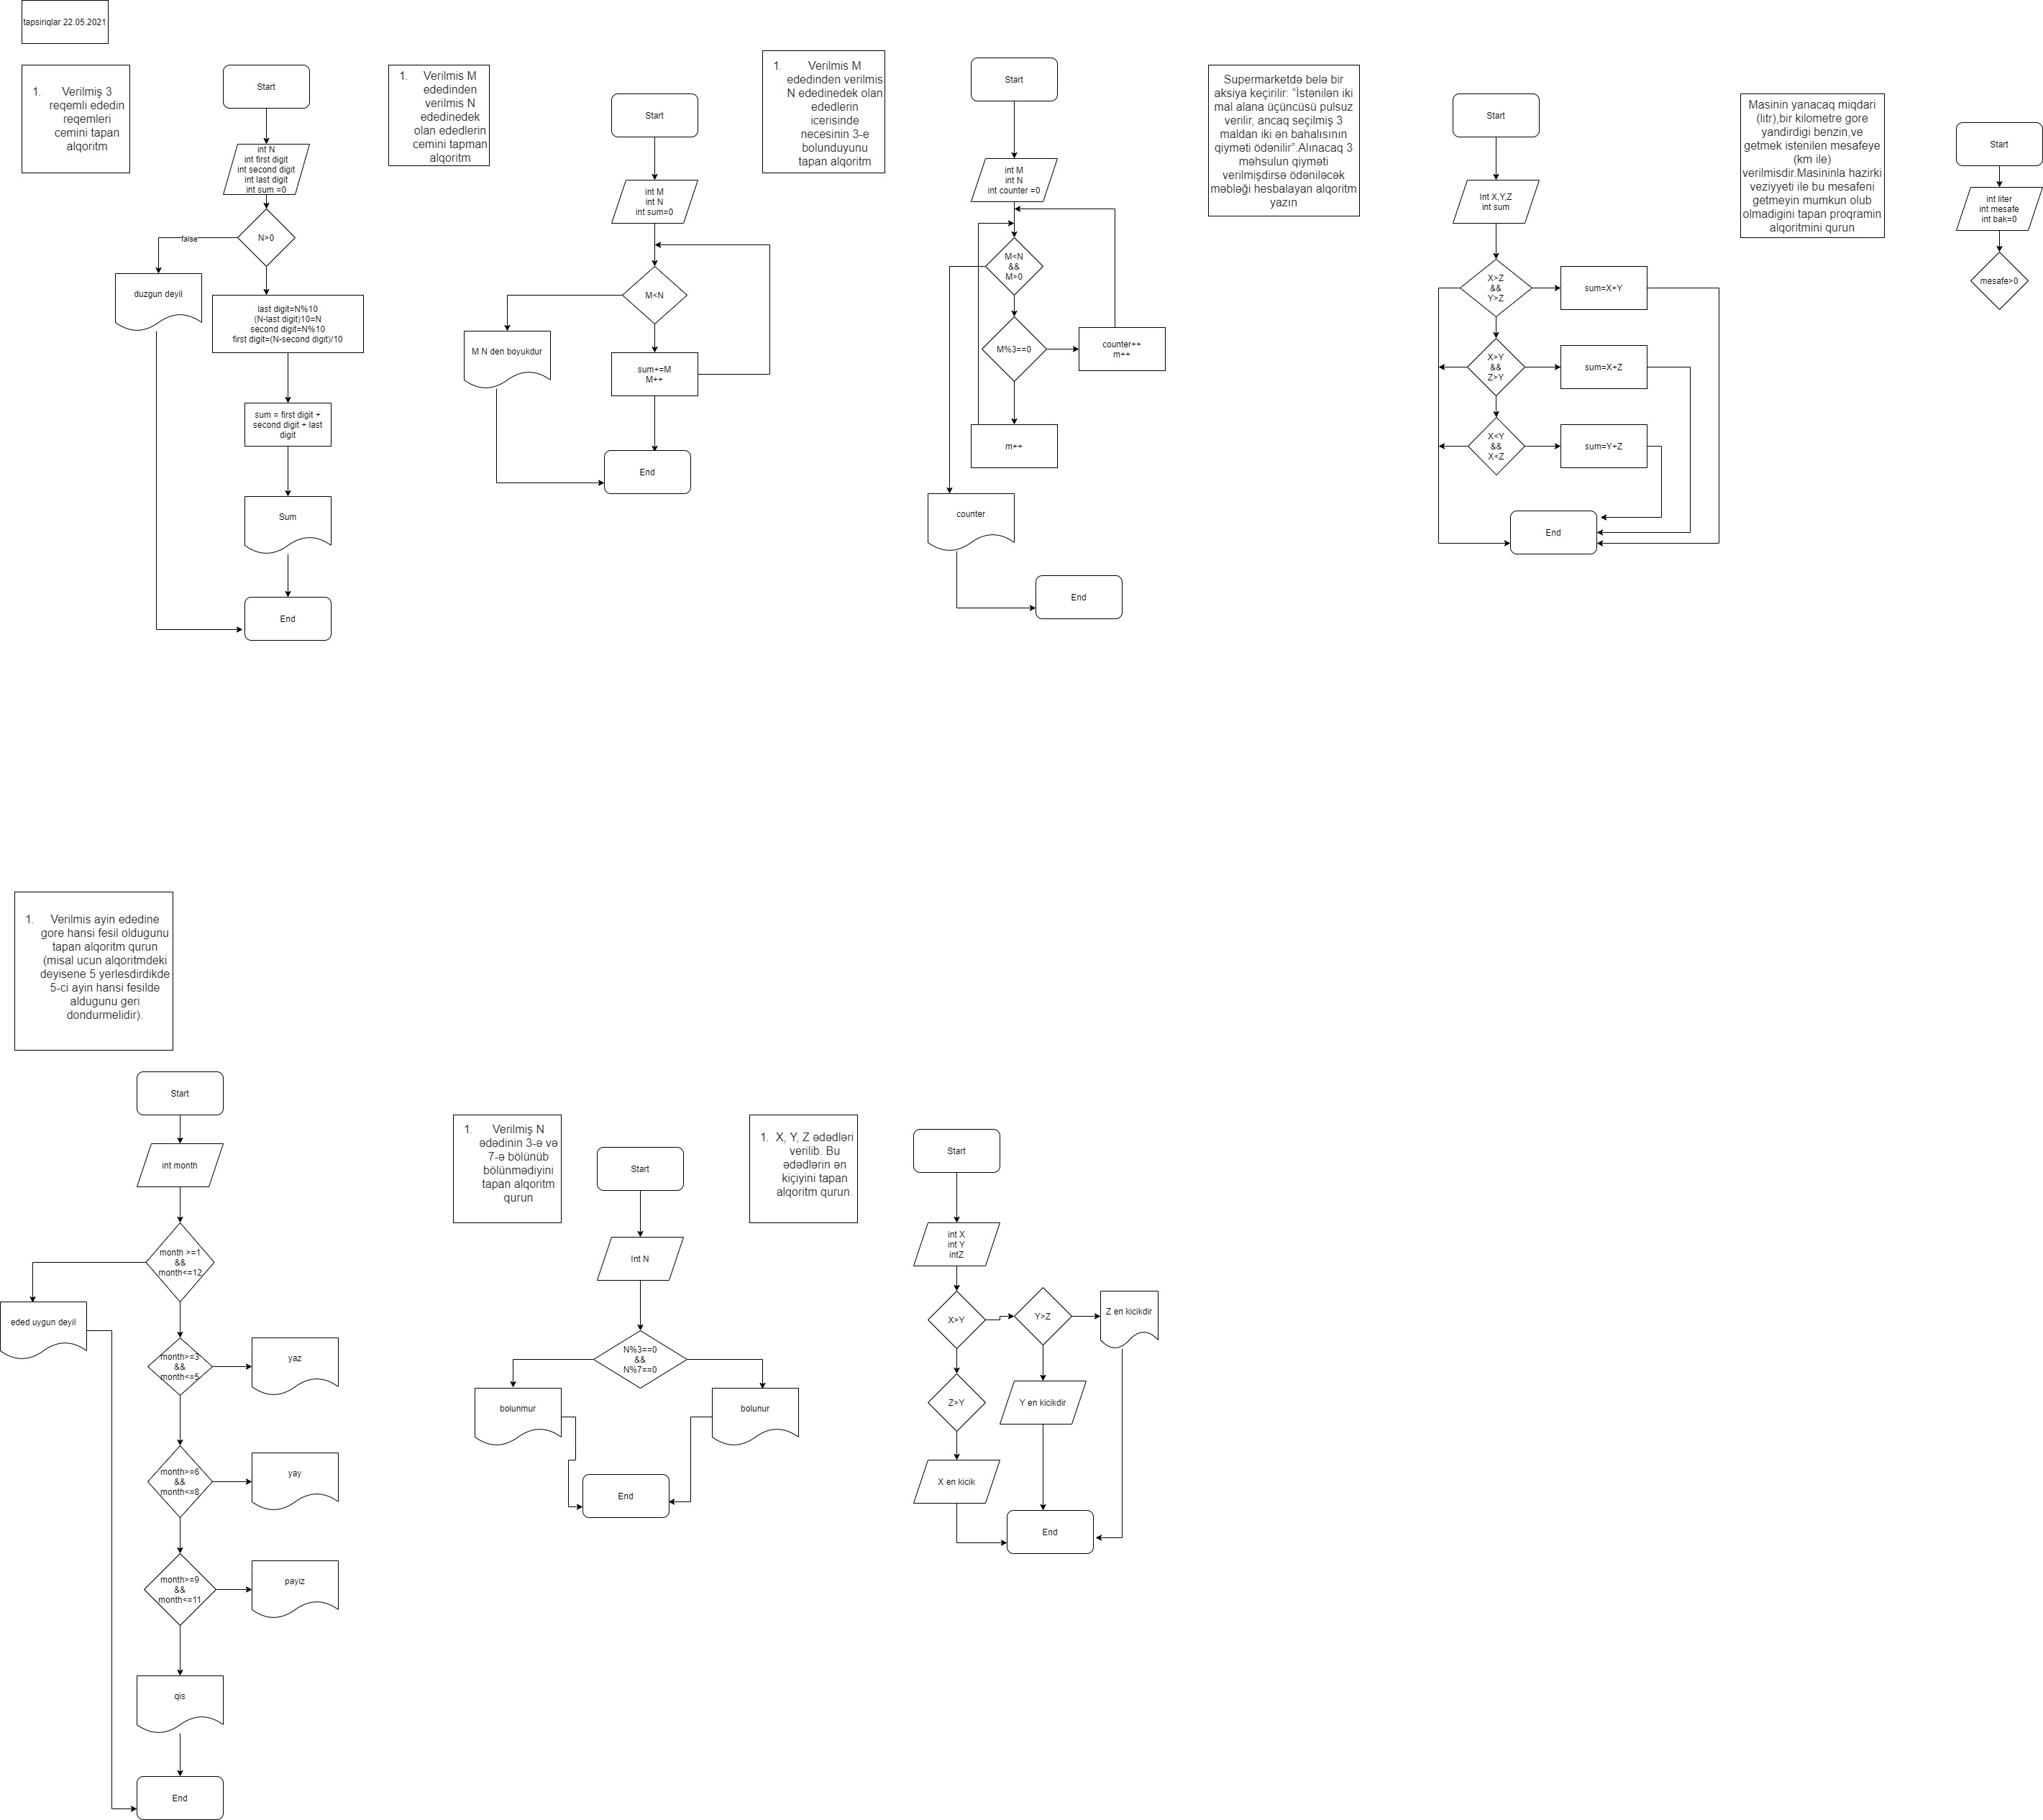 tapsiriqlar 22.05.2021
1. Verilmiş 3
reqemli ededin
reqemleri
cemini tapan
alqoritm
Start
int N
int first digit
int second digit
int last digit
int sum =0
N>0
false
duzgun deyil
last digit=N%10
(N-last digit)10=N
second digit=N%10
first digit=(N-second digit)/10
sum = first digit +
second digit + last
digit
Sum
End
1. Verilmis M
ededinden
verilmis N
ededinedek
olan ededlerin
cemini tapman
alqoritm
Start
int M
int N
int sum=0
M<N
M N den boyukdur
sum+=M
M++
End
1. Verilmis M
ededinden verilmis
N ededinedek olan
ededlerin
icerisinde
necesinin 3-e
bolunduyunu
tapan alqoritm
Start
int M
int N
int counter =0
M<N
&&
M>0
M%3==0
counter++
m++
m++
counter
End
Supermarketdə belə bir
aksiya keçirilir: “İstənilən iki
mal alana üçüncüsü pulsuz
verilir, ancaq seçilmiş 3
maldan iki ən bahalısının
qiyməti ödənilir”.Alınacaq 3
məhsulun qiyməti
verilmişdirsə ödəniləcək
məbləği hesbalayan alqoritm
yazın
Start
Int X,Y,Z
int sum
X>Z
&&
Y>Z
sum=X+Y
X>Y
&&
Z>Y
sum=X+Z
X<Y
&&
X<Z
sum=Y+Z
End
Masinin yanacaq miqdari
(litr),bir kilometre gore
yandirdigi benzin,ve
getmek istenilen mesafeye
(km ile)
verilmisdir.Masininla hazirki
veziyyeti ile bu mesafeni
getmeyin mumkun olub
olmadigini tapan proqramin
alqoritmini qurun
Start
int liter
int mesafe
int bak=0
mesafe>0
1. Verilmis ayin ededine
gore hansi fesil oldugunu
tapan alqoritm qurun
(misal ucun alqoritmdeki
deyisene 5 yerlesdirdikde
5-ci ayin hansi fesilde
aldugunu geri
dondurmelidir).
Start
int month
month >=1
&&
month<=12
eded uygun deyil
month>=3
&&
month<=5
yaz
month>=6
&&
month<=8
yay
month>=9
&&
month<=11
payiz
qis
End
1. Verilmiş N
ədədinin 3-ə və
7-ə bölünüb
bölünmədiyini
tapan alqoritm
qurun
Start
Int N
N%3==0
&&
N%7==0
bolunmur
bolunur
End
1. X, Y, Z ədədləri
verilib. Bu
ədədlərin ən
kiçiyini tapan
alqoritm qurun.
Start
int X
int Y
intZ
X>Y
Y>Z
Z en kicikdir
Z>Y
Y en kicikdir
X en kicik
End